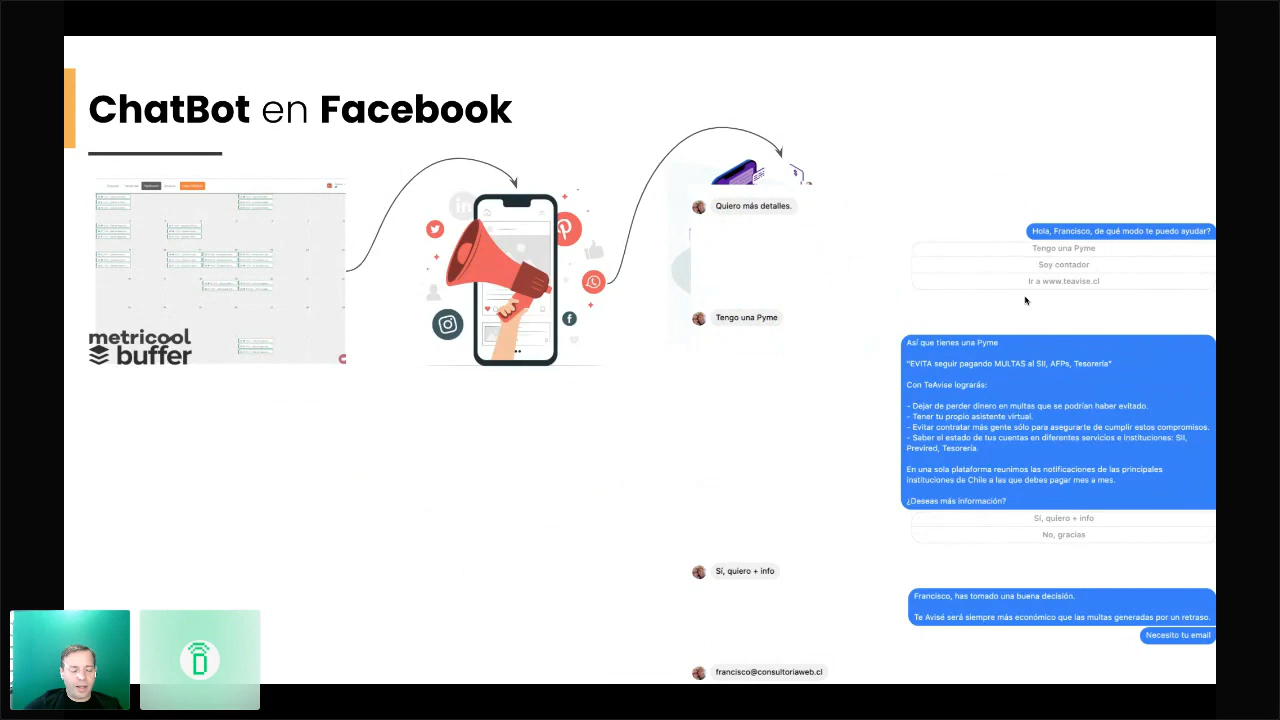 ChatBot en Facebook
metricool
buffer
Quiero más detalles.
Hola, Francisco, de qué modo te puedo ayudar?
Tengo una Pyme
Soy contador
Ir a www.teavise.cl
Tengo una Pyme
Así que tienes una Pyme
"EVITA seguir pagando MULTAS al SII, AFPs, Tesorería"
Con TeAvise lograrás:
- Dejar de perder dinero en multas que se podrían haber evitado.
- Tener tu propio asistente virtual.
- Evitar contratar más gente sólo para asegurarte de cumplir estos compromisos.
- Saber el estado de tus cuentas en diferentes servicios e instituciones: SII,
Previred, Tesorería.
En una sola plataforma reunimos las notificaciones de las principales
instituciones de Chile a las que debes pagar mes a mes.
¿Deseas más información?
Sí, quiero + info
No, gracias
Sí, quiero + info
Francisco, has tomado una buena decisión.
Te Avisé será siempre más económico que las multas generadas por un retraso.
Necesito tu email
francisco@consultoriaweb.cl